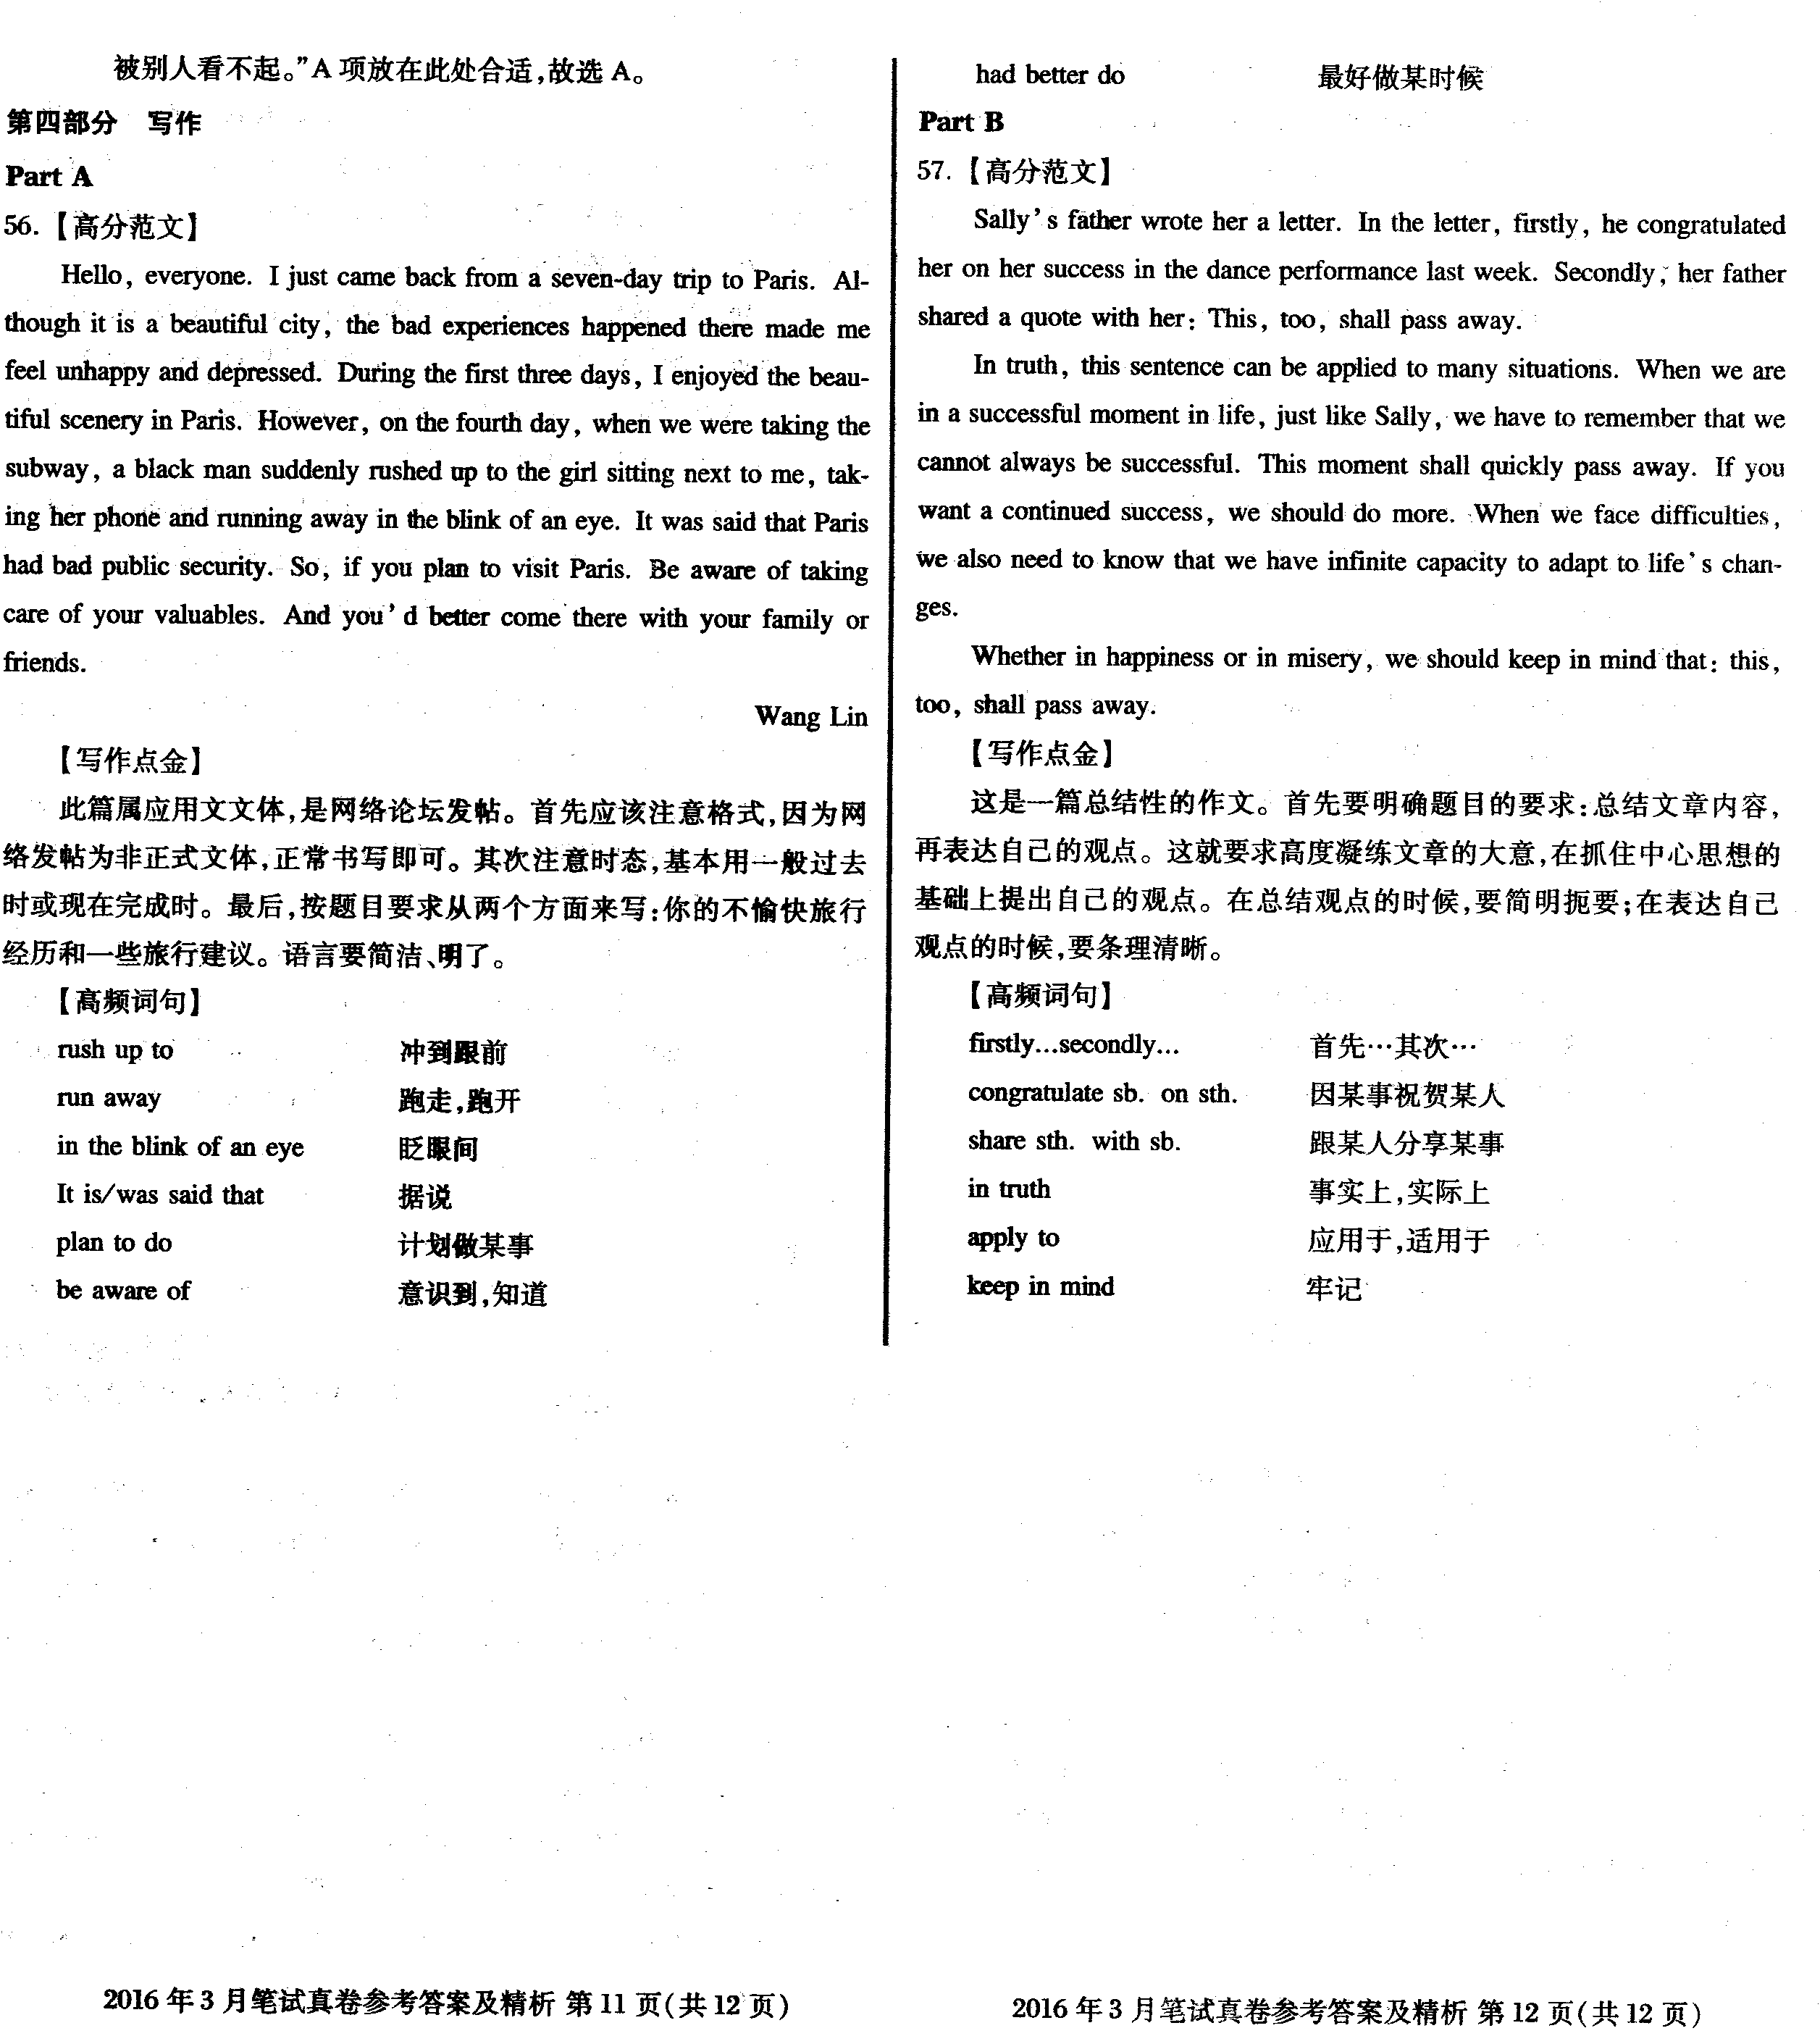 被别人看不起。”A 项放在此处合适,故选 A。
第四部分 写作
Part A
56.【高分范文】
Hello, everyone. I just came back from a seven-day trip to Paris. Al-
though it is a beautiful city, the bad experiences happened there made me
feel unhappy and depressed. During the first three days, I enjoyed the beau-
tiful scenery in Paris. However, on the fourth day, when we were taking the
subway, a black man suddenly rushed up to the girl sitting next to me, tak-
ing her phone and running away in the blink of an eye. It was said that Paris
had bad public security. So, if you plan to visit Paris. Be aware of taking
care of your valuables. And you’d better come there with your family or
friends.
Wang Lin
【写作点金】
此篇属应用文文体,是网络论坛发帖。首先应该注意格式,因为网
络发帖为非正式文体,正常书写即可。其次注意时态,基本用一般过去
时或现在完成时。最后,按题目要求从两个方面来写:你的不愉快旅行
经历和一些旅行建议。语言要简洁、明了。
【高频词句】
rush up to 冲到跟前
run away 跑走,跑开
in the blink of an eye 眨眼间
It is/was said that 据说
plan to do 计划做某事
be aware of 意识到,知道
2016 年 3 月笔试真卷参考答案及精析 第 11 页(共 12 页)
had better do 最好做某时候
Part B
57.【高分范文】
Sally’s father wrote her a letter. In the letter, firstly, he congratulated
her on her success in the dance performance last week. Secondly, her father
shared a quote with her: This, too, shall pass away.
In truth, this sentence can be applied to many situations. When we are
in a successful moment in life, just like Sally, we have to remember that we
cannot always be successful. This moment shall quickly pass away. If you
want a continued success, we should do more. When we face difficulties,
we also need to know that we have infinite capacity to adapt to life’s chan-
ges.
Whether in happiness or in misery, we should keep in mind that: this,
too, shall pass away.
【写作点金】
这是一篇总结性的作文。首先要明确题目的要求:总结文章内容,
再表达自己的观点。这就要求高度凝练文章的大意,在抓住中心思想的
基础上提出自己的观点。在总结观点的时候,要简明扼要;在表达自己
观点的时候,要条理清晰。
【高频词句】
firstly...secondly... 首先…其次…
congratulate sb. on sth. 因某事祝贺某人
share sth. with sb. 跟某人分享某事
in truth 事实上,实际上
apply to 应用于,适用于
keep in mind 牢记
2016 年 3 月笔试真卷参考答案及精析 第 12 页(共 12 页)